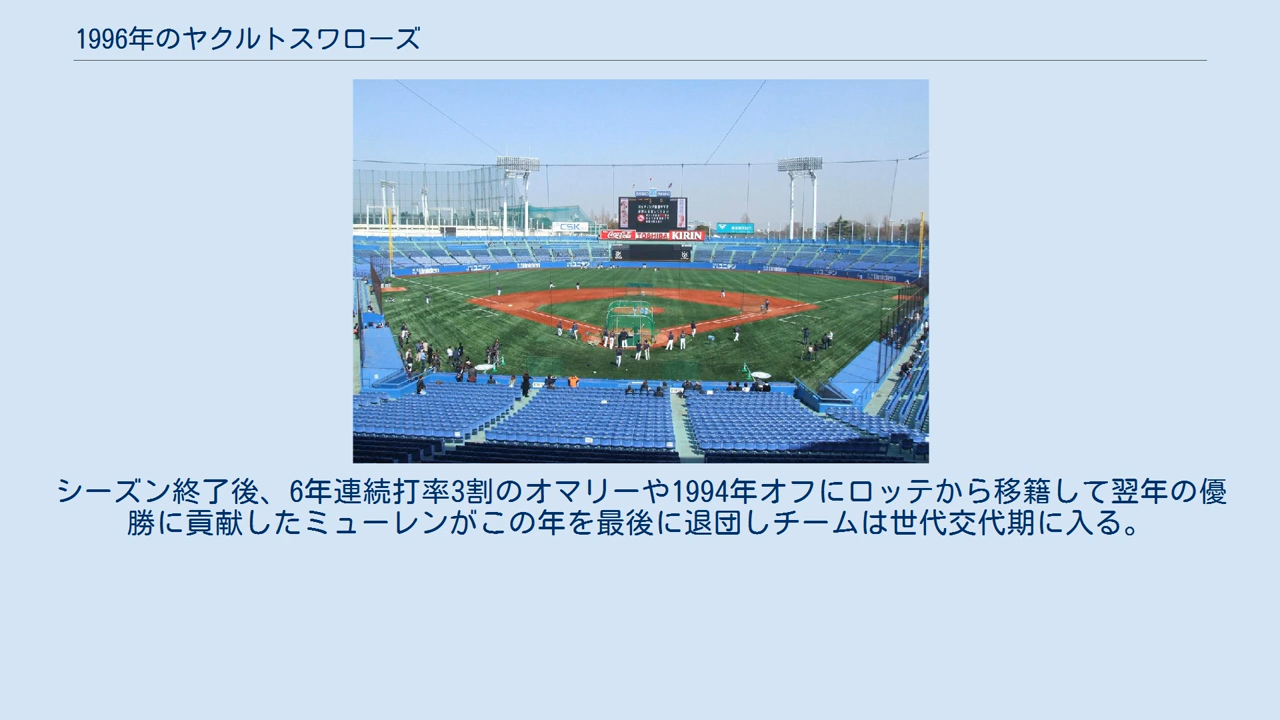 1996年のヤクルトスワローズ
CSK
Coca-Cola TOSHIBA KIRIN
シーズン終了後、6年連続打率3割のオマリーや1994年オフにロッテから移籍して翌年の優
勝に貢献したミューレンがこの年を最後に退団しチームは世代交代期に入る。